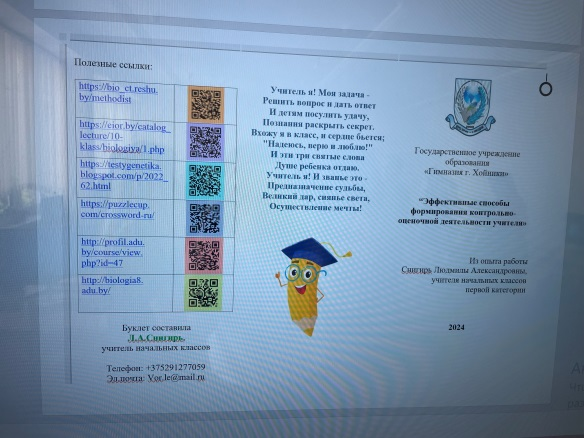 Полезные ссылки:
https://bio_ct.reshu.
by/methodist
https://eior.by/catalog_
lecture/10-
klass/biologiya/1.php
https://testygenetika.
blogspot.com/p/2022_
62.html
https://puzzlecup.
com/crossword-ru/
http://profil.adu.
by/course/view.
php?id=47
http://biologia8.
adu.by/
Буклет составила
Л.А.Снигирь,
учитель начальных классов
Телефон: +375291277059
Эл.почта: Vor.le@mail.ru
Учитель я! Моя задача -
Решить вопрос и дать ответ
И детям посулить удачу,
Познания раскрыть секрет.
Вхожу я в класс, и сердце бьется;
"Надеюсь, верю и люблю!"
И эти три святые слова
Душе ребенка отдаю.
Учитель я! И званье это -
Предназначение судьбы,
Великий дар, сиянье света,
Осуществление мечты!
Государственное учреждение
образования
«Гимназия г. Хойники»
“Эффективные способы
формирования контрольно-
оценочной деятельности учителя»
Из опыта работы
Снигирь Людмилы Александровны,
учителя начальных классов
первой категории
2024